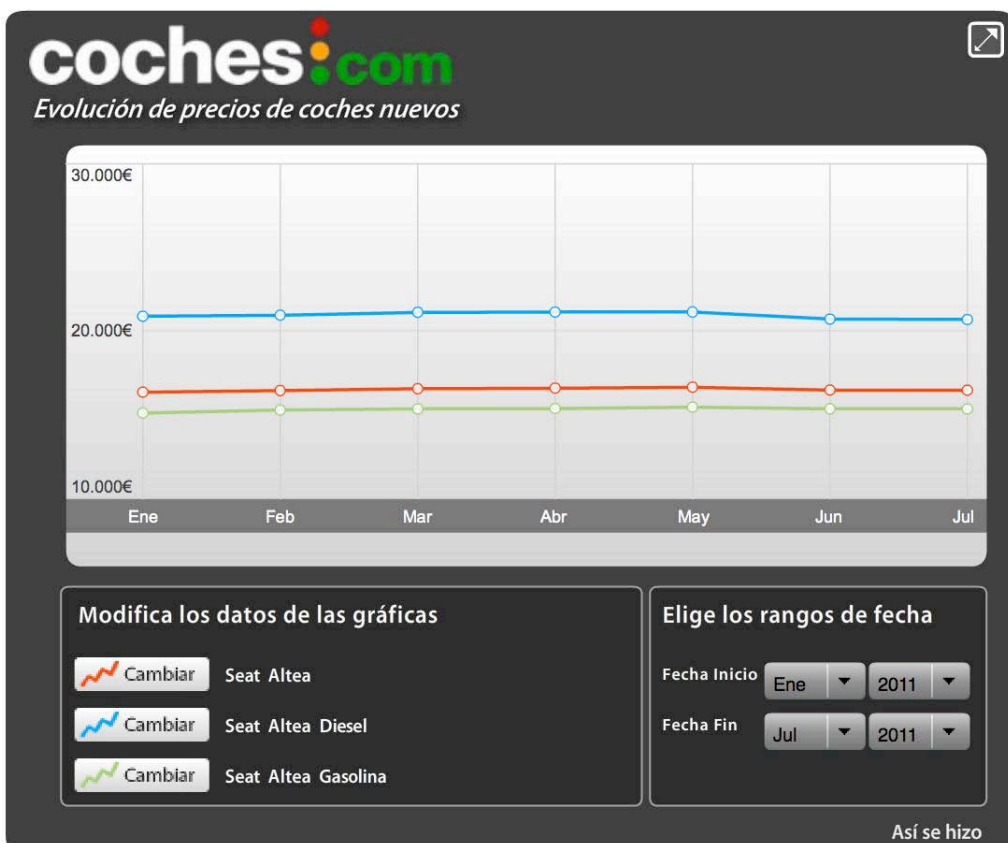 coches:com
Evolución de precios de coches nuevos
30.000€
20.000€
10.000€
Ene Feb Mar Abr May Jun Jul
Modifica los datos de las gráficas
Cambiar Seat Altea
Cambiar Seat Altea Diesel
Cambiar Seat Altea Gasolina
Elige los rangos de fecha
Fecha Inicio Ene 2011
Fecha Fin Jul 2011
Así se hizo